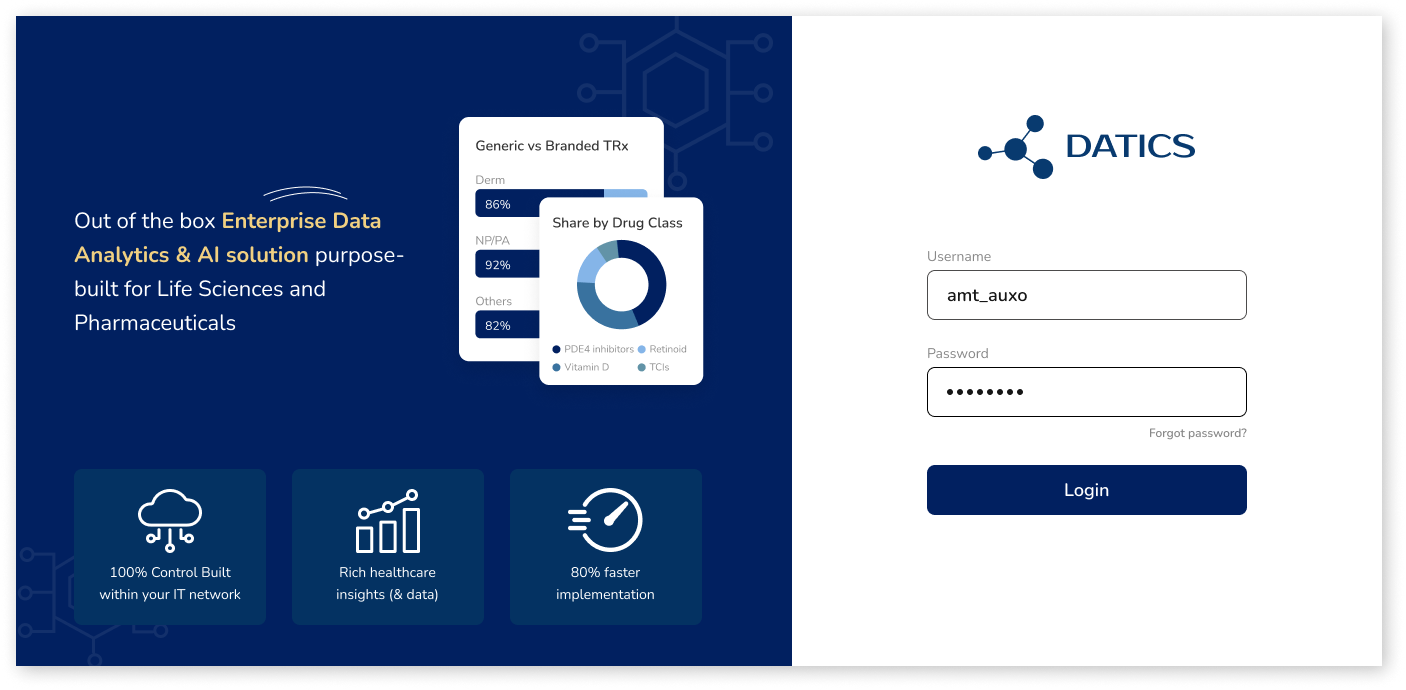 Out of the box Enterprise Data
Analytics & AI solution purpose-
built for Life Sciences and
Pharmaceuticals
Generic vs Branded TRx
Derm
86%
NP/PA
92%
Others
82%
Share by Drug Class
PDE4 inhibitors
Retinoid
Vitamin D
TCIs
100% Control Built
within your IT network
Rich healthcare
insights (& data)
80% faster
implementation
DATICS
Username
amt_auxo
Password
••••••••
Forgot password?
Login